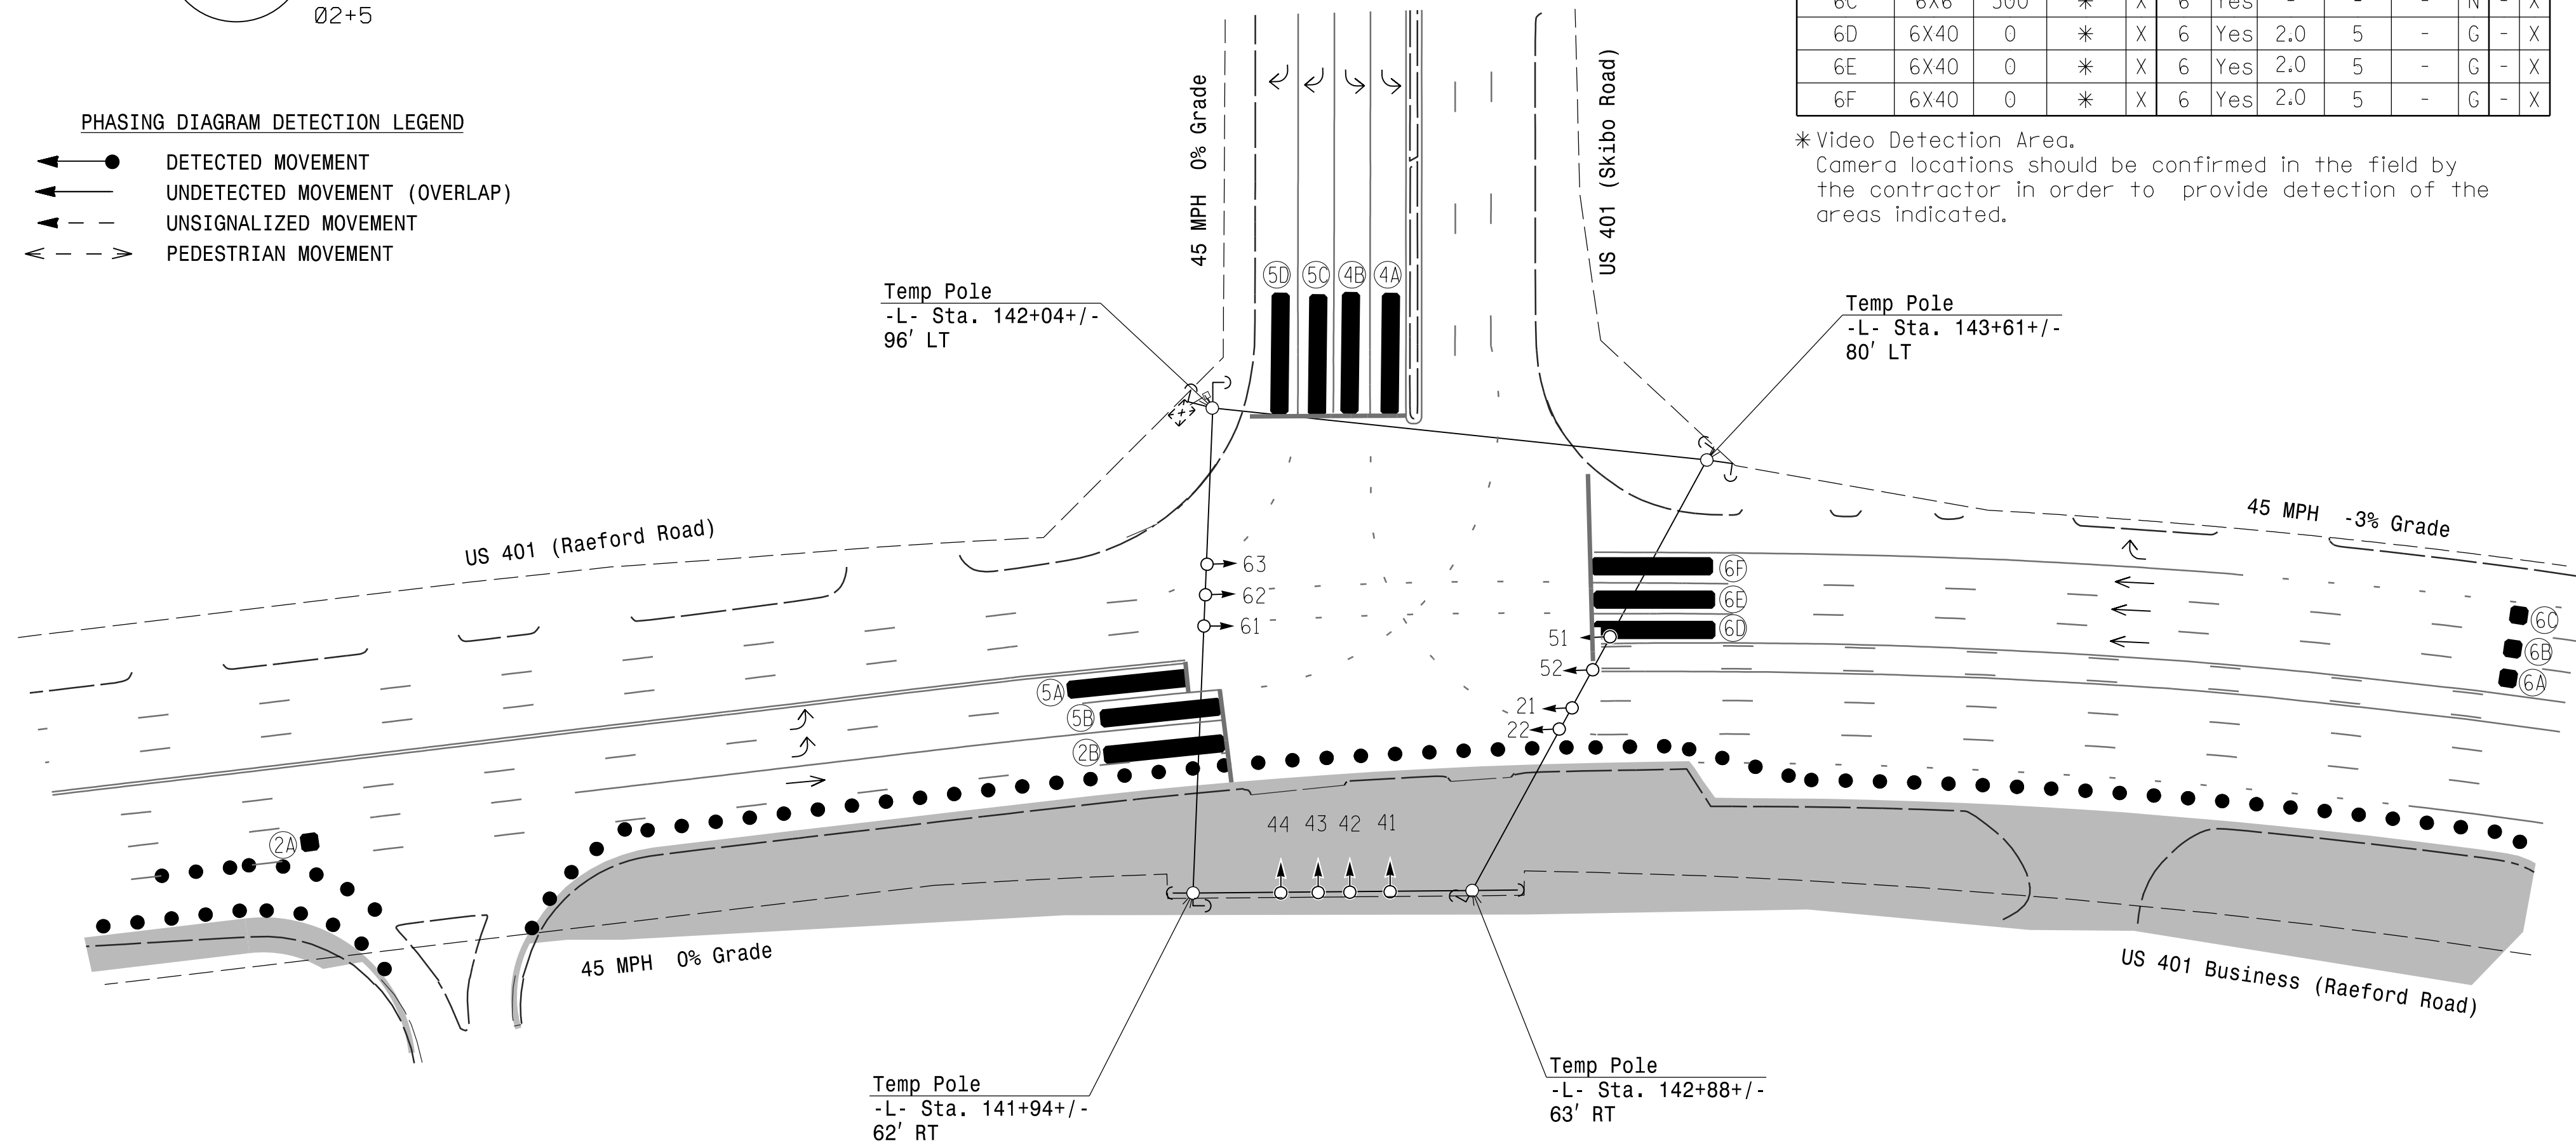 Ø2+5
PHASING DIAGRAM DETECTION LEGEND
DETECTED MOVEMENT
UNDETECTED MOVEMENT (OVERLAP)
UNSIGNALIZED MOVEMENT
PEDESTRIAN MOVEMENT
6C 6X6 300 * X 6 Yes - - - N - X
6D 6X40 0 * X 6 Yes 2.0 5 - G - X
6E 6X40 0 * X 6 Yes 2.0 5 - G - X
6F 6X40 0 * X 6 Yes 2.0 5 - G - X
* Video Detection Area.
Camera locations should be confirmed in the field by
the contractor in order to provide detection of the
areas indicated.
45 MPH 0% Grade
US 401 (Skibo Road)
5D 5C 4B 4A
Temp Pole
-L- Sta. 142+04+/-
96' LT
Temp Pole
-L- Sta. 143+61+/-
80' LT
US 401 (Raeford Road)
45 MPH -3% Grade
63
62
61
6F
6E
6D
51
52
21
22
6C
6B
6A
5A
5B
2B
2A
44 43 42 41
45 MPH 0% Grade
US 401 Business (Raeford Road)
Temp Pole
-L- Sta. 141+94+/-
62' RT
Temp Pole
-L- Sta. 142+88+/-
63' RT